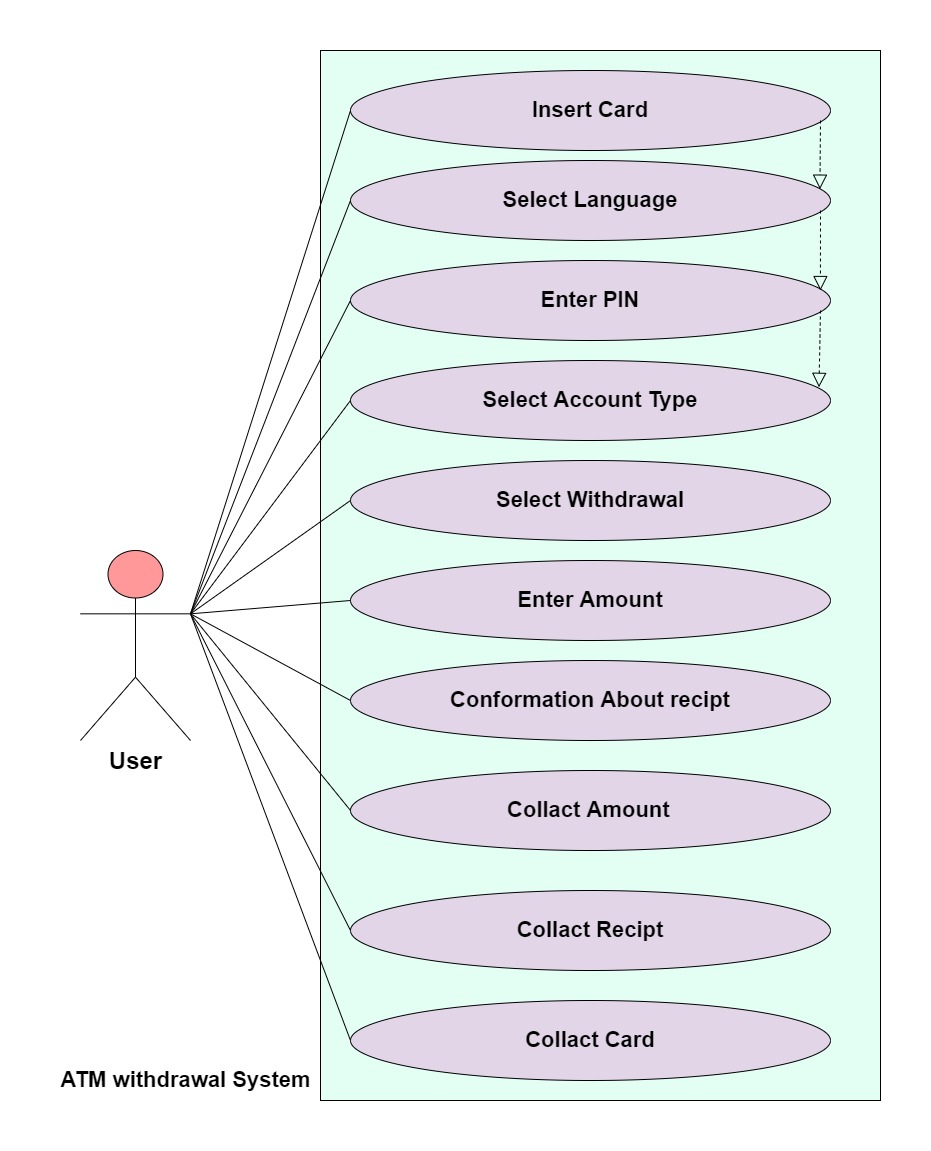 Insert Card
Select Language
Enter PIN
Select Account Type
Select Withdrawal
Enter Amount
Conformation About recipt
User
Collact Amount
Collact Recipt
Collact Card
ATM withdrawal System